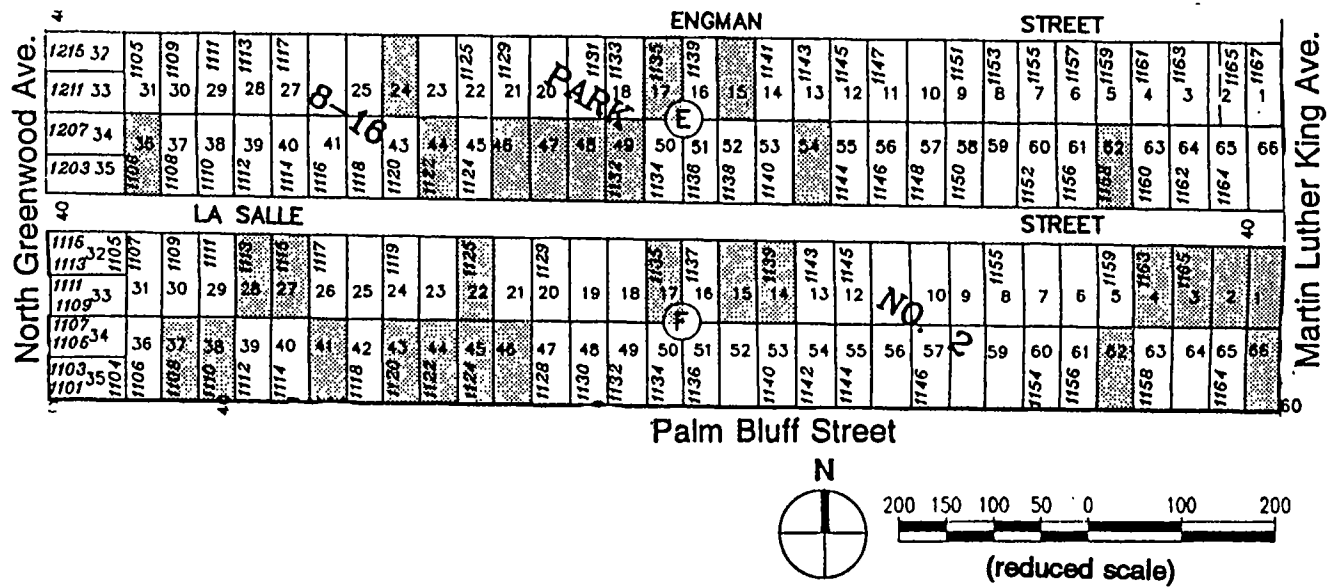 ENGMAN STREET
1105 1109 1111 1113 1117 1125 1129 1131 1133 1135 1139 1141 1143 1145 1147 1151 1153 1155 1157 1159 1161 1163 1165 1167
1215 32
1211 33 31 30 29 28 27 25 24 23 22 21 20 18 17 16 15 14 13 12 11 10 9 8 7 6 5 4 3 2 1
8-16 PARK
E
1207 34 36 37 38 39 40 41 43 44 45 46 47 48 49 50 51 52 53 54 55 56 57 58 59 60 61 62 63 64 65 66
1203 35 1106 1108 1110 1112 1114 1116 1118 1120 1122 1124 1132 1134 1136 1138 1140 1144 1146 1148 1150 1152 1156 1158 1160 1162 1164
40 LA SALLE STREET 40
1116 1113 32 1105 1107 1109 1111 1113 1115 1117 1119 1125 1129 1135 1137 1139 1143 1145 1155 1159 1163 1165
1111 1109 33 31 30 29 28 27 26 25 24 23 22 21 20 19 18 17 16 15 14 13 12 10 9 8 7 6 5 4 3 2 1
NO. 2
F
1107 1106 34 36 37 38 39 40 41 42 43 44 45 46 47 48 49 50 51 52 53 54 55 56 57 59 60 61 62 63 64 65 66
1103 1101 35 1104 1106 1108 1110 1112 1114 1118 1120 1122 1124 1128 1130 1132 1134 1136 1140 1142 1144 1146 1154 1156 1158 1164
40 60
North Greenwood Ave.
Martin Luther King Ave.
Palm Bluff Street
N
200 150 100 50 0 100 200
(reduced scale)